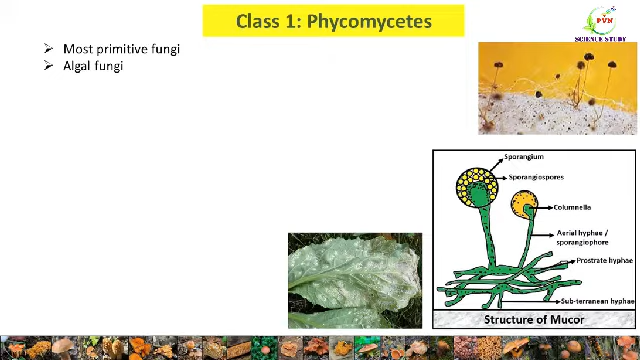 Class 1: Phycomycetes
PVN
SCIENCE STUDY
Most primitive fungi
Algal fungi
Sporangium
Sporangiospores
Columnella
Aerial hyphae /
sporangiophore
Prostrate hyphae
Sub-terranean hyphae
Structure of Mucor